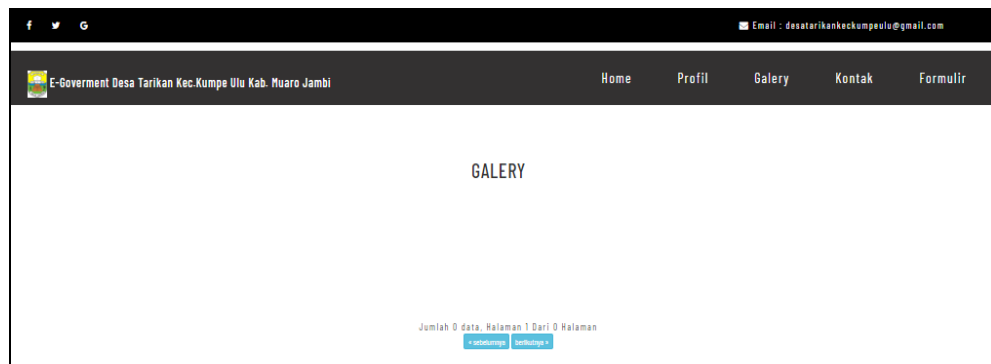 Email : desatarikankeckumpeulu@gmail.com
E-Goverment Desa Tarikan Kec.Kumpe Ulu Kab. Muaro Jambi
Home Profil Galery Kontak Formulir
GALERY
Jumlah 0 data, Halaman 1 Dari 0 Halaman
« sebelumnya berikutnya »